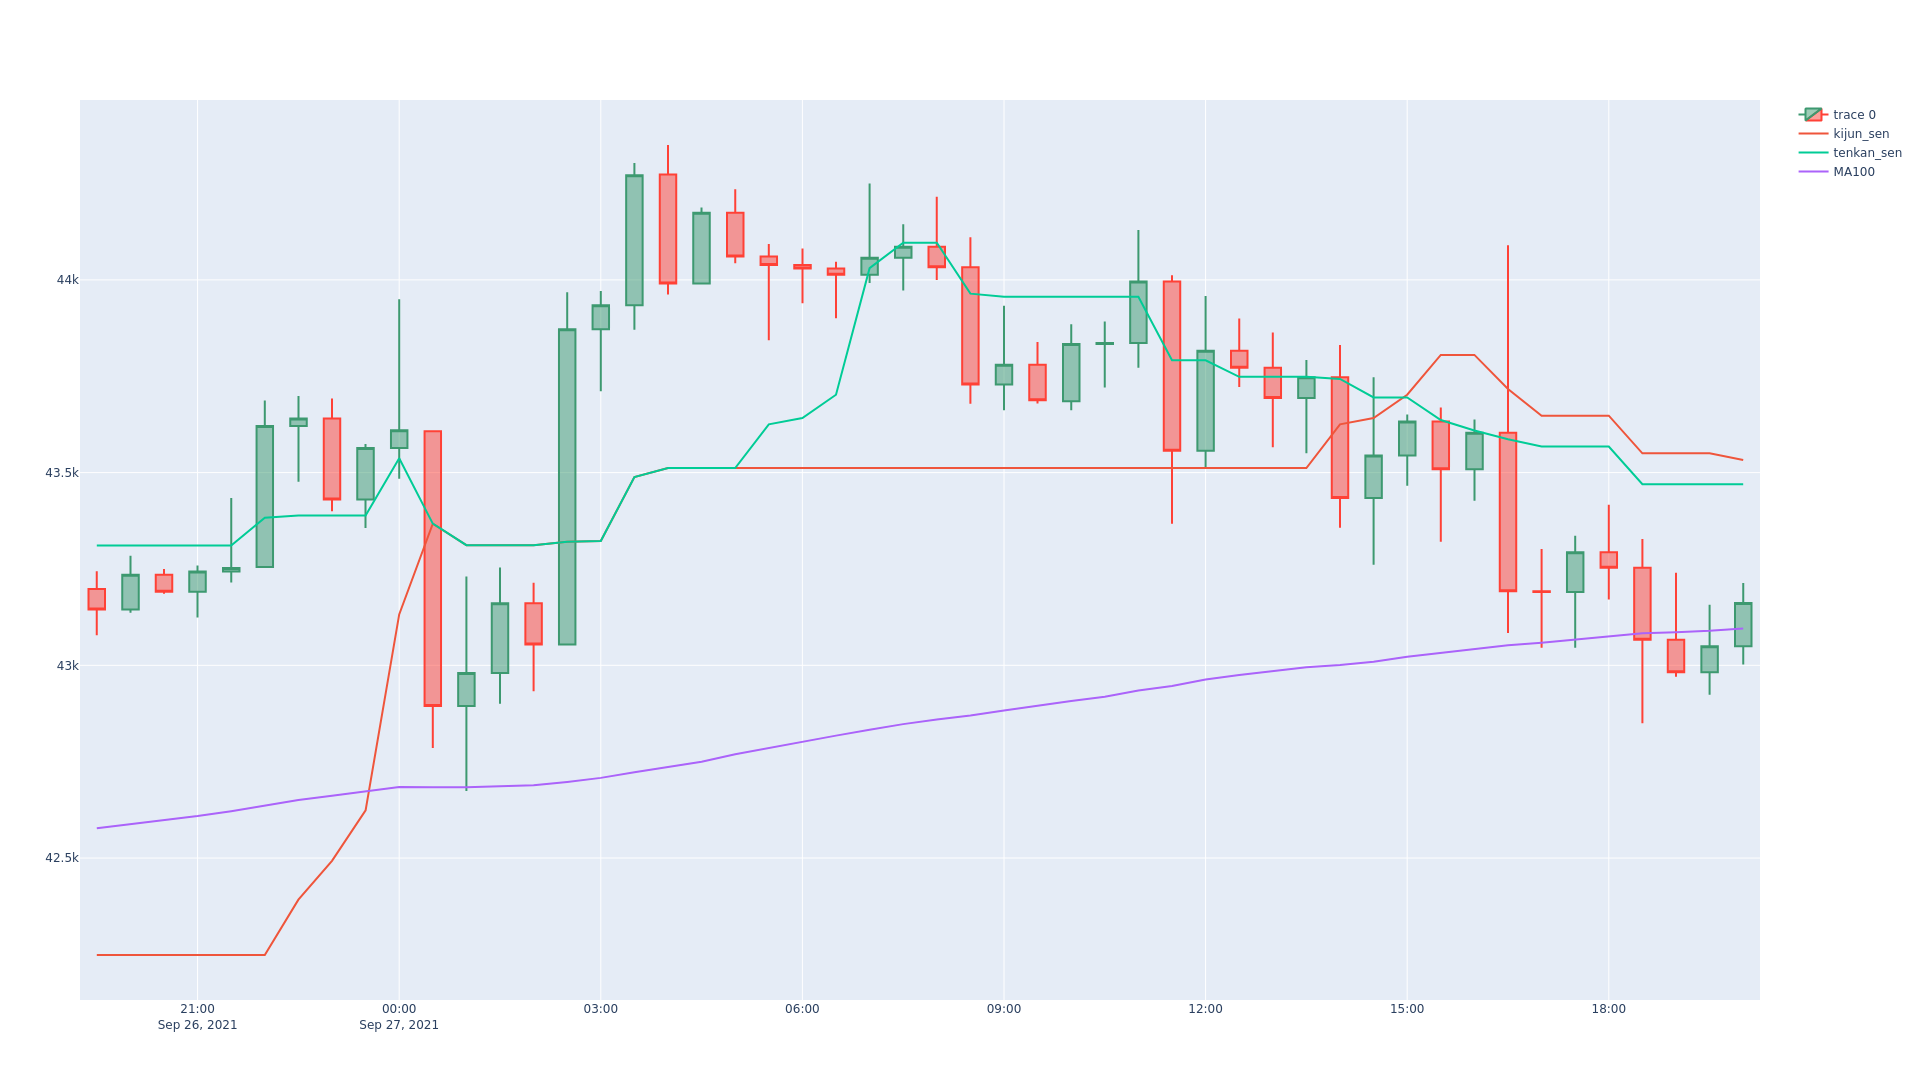 trace 0
kijun_sen
tenkan_sen
MA100
44k
43.5k
43k
42.5k
21:00 00:00 03:00 06:00 09:00 12:00 15:00 18:00
Sep 26, 2021 Sep 27, 2021